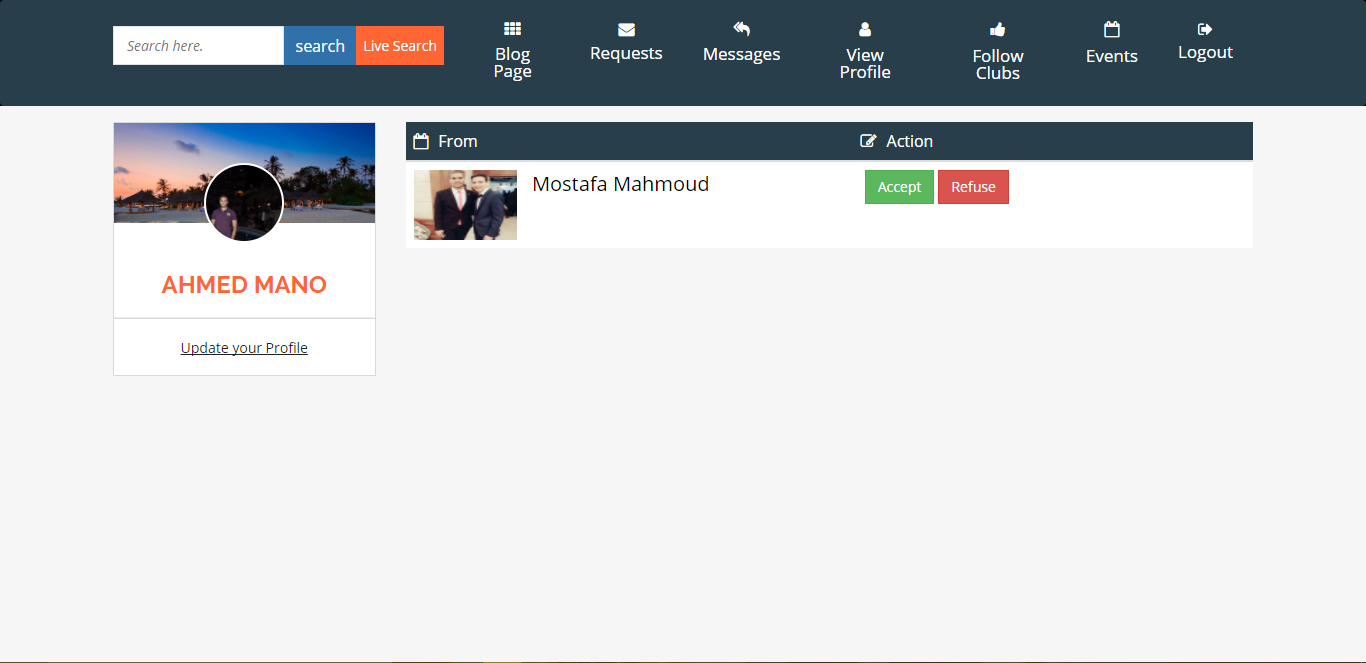 Search here.
search
Live Search
Blog
Page
Requests
Messages
View
Profile
Follow
Clubs
Events
Logout
AHMED MANO
Update your Profile
From
Action
Mostafa Mahmoud
Accept
Refuse